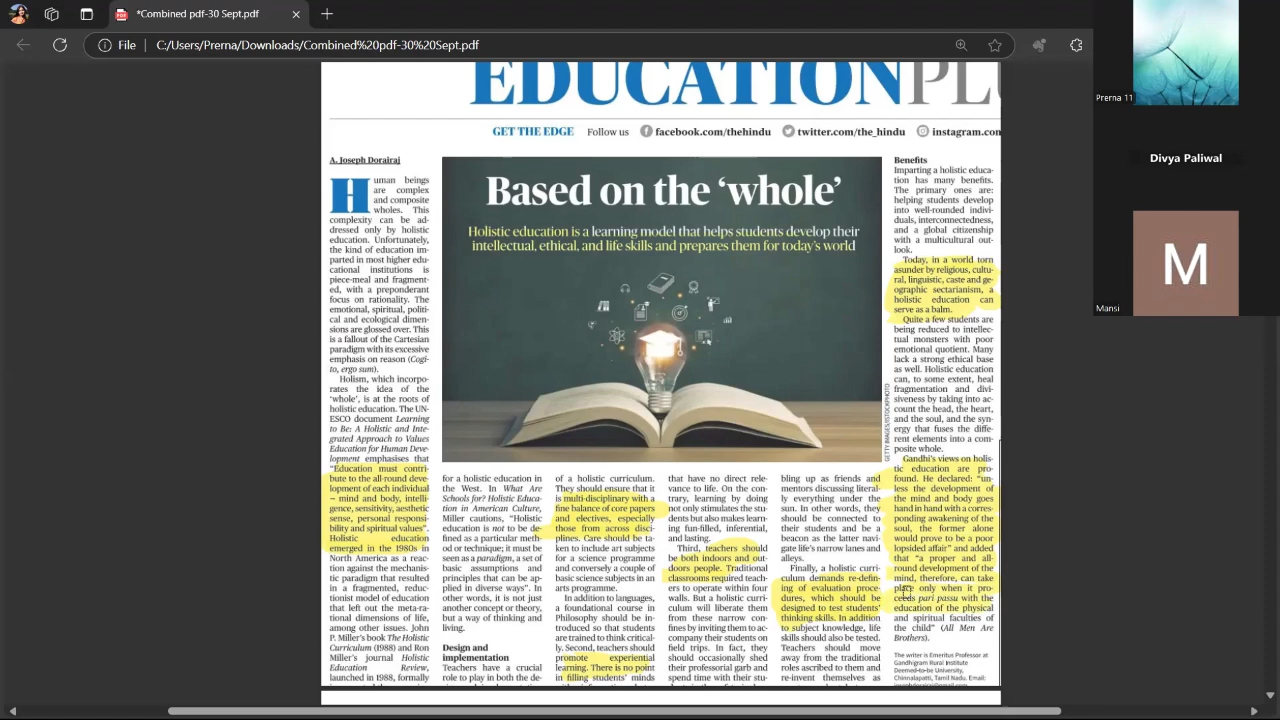 *Combined pdf-30 Sept.pdf
File
C:/Users/Prerna/Downloads/Combined%20pdf-30%20Sept.pdf
Prerna 11
Divya Paliwal
M
Mansi
EDUCATIONPL
GET THE EDGE Follow us facebook.com/thehindu twitter.com/the_hindu instagram.con
A. Joseph Dorairaj
Human beings
are complex
and composite
wholes. This
complexity can be ad-
dressed only by holistic
education. Unfortunately,
the kind of education im-
parted in most higher edu-
cational institutions is
piece-meal and fragment-
ed, with a preponderant
focus on rationality. The
emotional, spiritual, politi-
cal and ecological dimen-
sions are glossed over. This
is a fallout of the Cartesian
paradigm with its excessive
emphasis on reason (Cogi-
to, ergo sum).
Holism, which incorpo-
rates the idea of the
‘whole’, is at the roots of
holistic education. The UN-
ESCO document Learning
to Be: A Holistic and Inte-
grated Approach to Values
Education for Human Deve-
lopment emphasises that
“Education must contri-
bute to the all-round deve-
lopment of each individual
– mind and body, intelli-
gence, sensitivity, aesthetic
sense, personal responsi-
bility and spiritual values”.
Holistic education
emerged in the 1980s in
North America as a reac-
tion against the mechanis-
tic paradigm that resulted
in a fragmented, reduc-
tionist model of education
that left out the meta-ra-
tional dimensions of life,
among other issues. John
P. Miller’s book The Holistic
Curriculum (1988) and Ron
Miller’s journal Holistic
Education Review,
launched in 1988, formally
Based on the ‘whole’
Holistic education is a learning model that helps students develop their
intellectual, ethical, and life skills and prepares them for today’s world
GETTY IMAGES/ISTOCKPHOTO
for a holistic education in
the West. In What Are
Schools for? Holistic Educa-
tion in American Culture,
Miller cautions, “Holistic
education is not to be de-
fined as a particular meth-
od or technique; it must be
seen as a paradigm, a set of
basic assumptions and
principles that can be ap-
plied in diverse ways”. In
other words, it is not just
another concept or theory,
but a way of thinking and
living.
Design and
implementation
Teachers have a crucial
role to play in both the de-
of a holistic curriculum.
They should ensure that it
is multi-disciplinary with a
fine balance of core papers
and electives, especially
those from across disci-
plines. Care should be ta-
ken to include art subjects
for a science programme
and conversely a couple of
basic science subjects in an
arts programme.
In addition to languages,
a foundational course in
Philosophy should be in-
troduced so that students
are trained to think critical-
ly. Second, teachers should
promote experiential
learning. There is no point
in filling students’ minds
that have no direct rele-
vance to life. On the con-
trary, learning by doing
not only stimulates the stu-
dents but also makes learn-
ing fun-filled, inferential,
and lasting.
Third, teachers should
be both indoors and out-
doors people. Traditional
classrooms required teach-
ers to operate within four
walls. But a holistic curri-
culum will liberate them
from these narrow con-
fines by inviting them to ac-
company their students on
field trips. In fact, they
should occasionally shed
their professorial garb and
spend time with their stu-
bling up as friends and
mentors discussing literal-
ly everything under the
sun. In other words, they
should be connected to
their students and be a
beacon as the latter navi-
gate life’s narrow lanes and
alleys.
Finally, a holistic curri-
culum demands re-defin-
ing of evaluation proce-
dures, which should be
designed to test students’
thinking skills. In addition
to subject knowledge, life
skills should also be tested.
Teachers should move
away from the traditional
roles ascribed to them and
re-invent themselves as
Benefits
Imparting a holistic educa-
tion has many benefits.
The primary ones are:
helping students develop
into well-rounded indivi-
duals, interconnectedness,
and a global citizenship
with a multicultural out-
look.
Today, in a world torn
asunder by religious, cultu-
ral, linguistic, caste and ge-
ographic sectarianism, a
holistic education can
serve as a balm.
Quite a few students are
being reduced to intellec-
tual monsters with poor
emotional quotient. Many
lack a strong ethical base
as well. Holistic education
can, to some extent, heal
fragmentation and divi-
siveness by taking into ac-
count the head, the heart,
and the soul, and the syn-
ergy that fuses the diffe-
rent elements into a com-
posite whole.
Gandhi’s views on holis-
tic education are pro-
found. He declared: “un-
less the development of
the mind and body goes
hand in hand with a corres-
ponding awakening of the
soul, the former alone
would prove to be a poor
lopsided affair” and added
that “a proper and all-
round development of the
mind, therefore, can take
place only when it pro-
ceeds pari passu with the
education of the physical
and spiritual faculties of
the child” (All Men Are
Brothers).
The writer is Emeritus Professor at
Gandhigram Rural Institute
Deemed-to-be University,
Chinnalapatti, Tamil Nadu. Email: